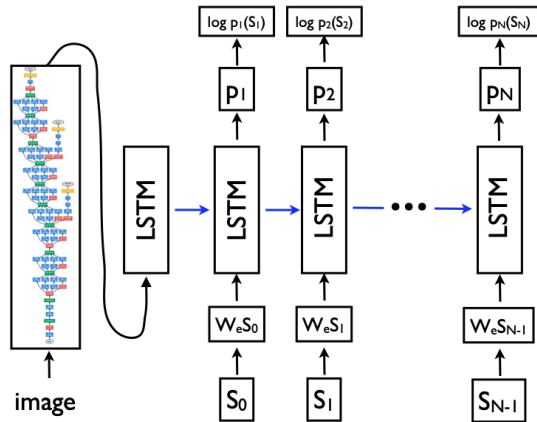 log p₁(S₁) log p₂(S₂) log pN(SN)
p₁ p₂ pN
LSTM LSTM LSTM LSTM
WeS₀ WeS₁ WeSN-1
image S₀ S₁ SN-1